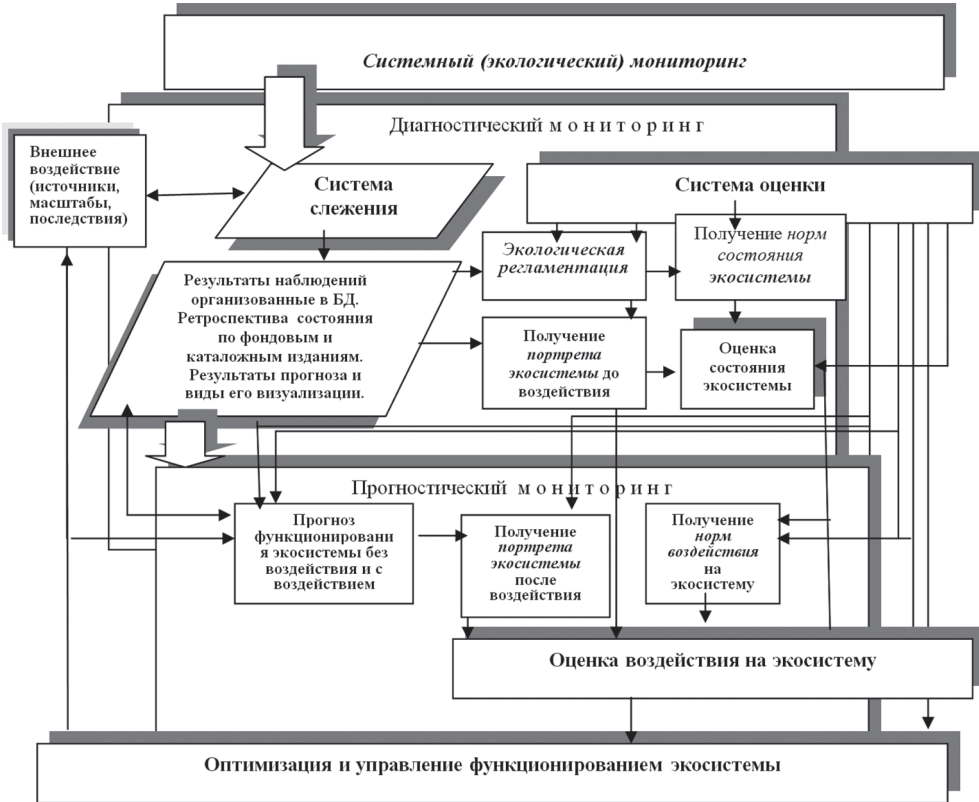 Системный (экологический) мониторинг
Диагностический м о н и т о р и н г
Внешнее
воздействие
(источники,
масштабы,
последствия)
Система
слежения
Система оценки
Экологическая
регламентация
Получение норм
состояния
экосистемы
Результаты наблюдений
организованные в БД.
Ретроспектива состояния
по фондовым и
каталожным изданиям.
Результаты прогноза и
виды его визуализации.
Получение
портрета
экосистемы до
воздействия
Оценка
состояния
экосистемы
Прогностический м о н и т о р и н г
Прогноз
функционировани
я экосистемы без
воздействия и с
воздействием
Получение
портрета
экосистемы
после
воздействия
Получение
норм
воздействия
на
экосистему
Оценка воздействия на экосистему
Оптимизация и управление функционированием экосистемы